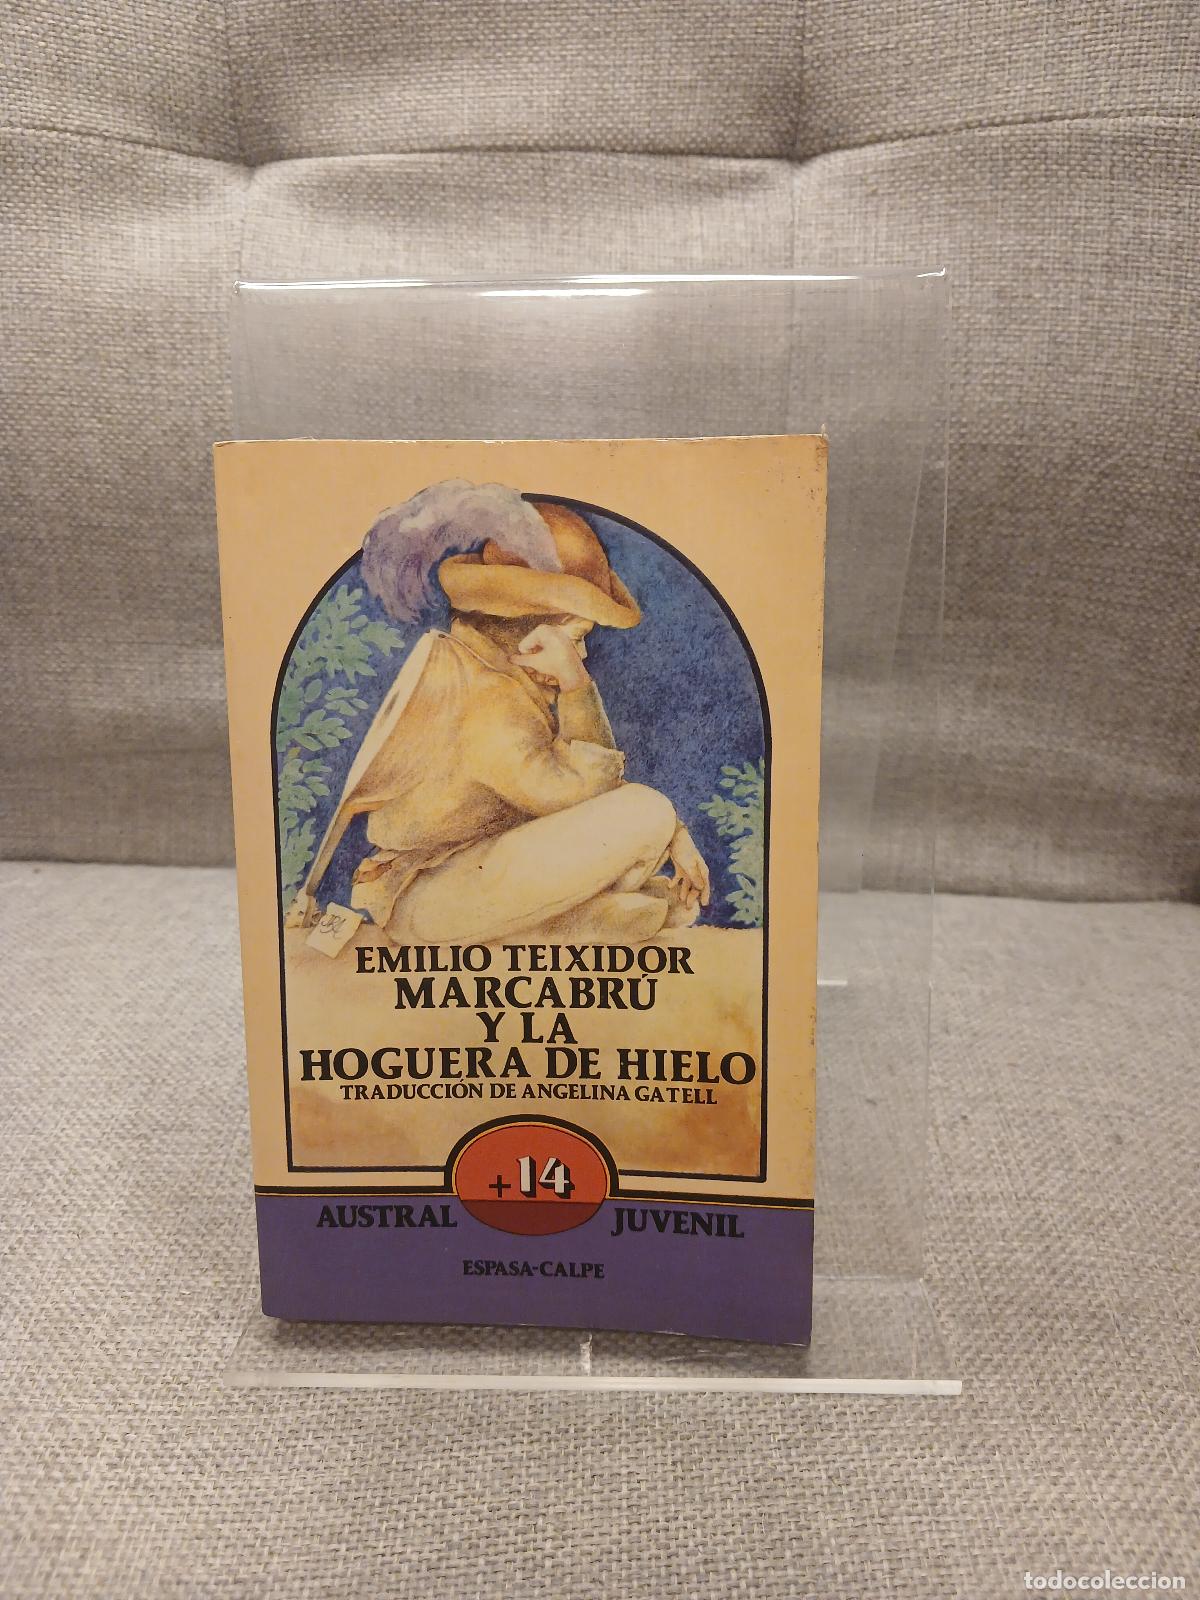 EMILIO TEIXIDOR
MARCABRÚ
Y LA
HOGUERA DE HIELO
TRADUCCIÓN DE ANGELINA GATELL
+14
AUSTRAL JUVENIL
ESPASA-CALPE
todocoleccion